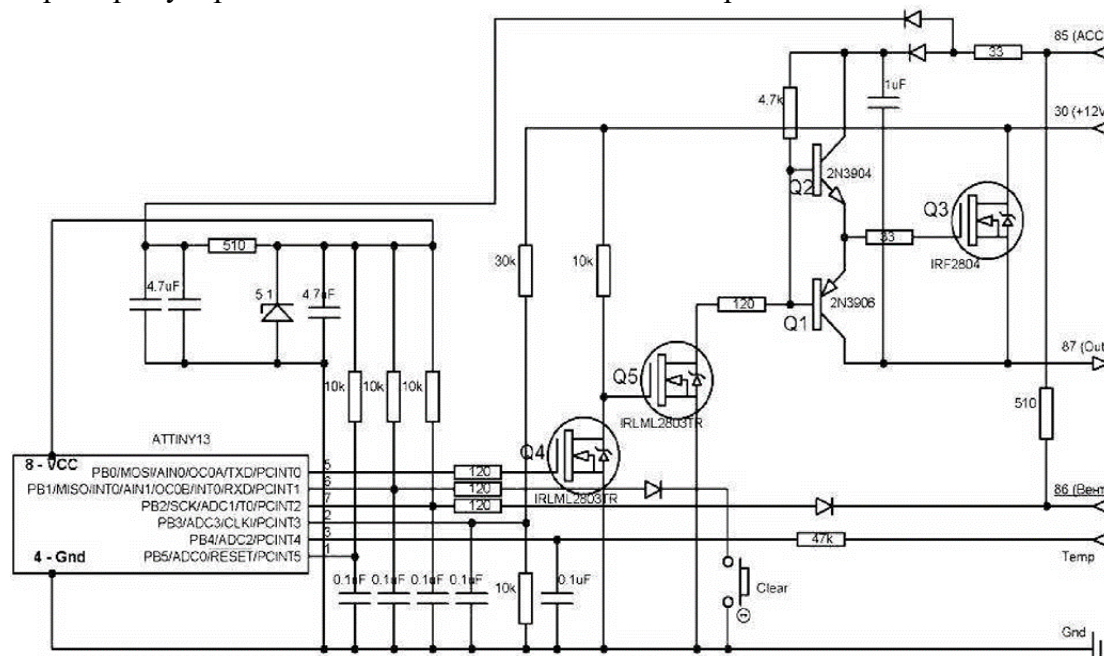 85 (ACC
33
1uF
4.7k
30 (+12V
2N3904
Q2
Q3
510
30k
10k
33
IRF2804
4.7uF
5.1
4.7uF
120
2N3906
Q1
87 (Out
Q5
10k
10k
10k
510
IRLML2803TR
ATTINY13
Q4
8 - VCC
PB0/MOSI/AIN0/OC0A/TXD/PCINT0
5
120
PB1/MISO/INT0/AIN1/OC0B/INT0/RXD/PCINT1
6
120
IRLML2803TR
PB2/SCK/ADC1/T0/PCINT2
7
120
86 (Вент
PB3/ADC3/CLKI/PCINT3
2
PB4/ADC2/PCINT4
3
47k
4 - Gnd
PB5/ADC0/RESET/PCINT5
1
Temp
0.1uF
0.1uF
0.1uF
0.1uF
10k
0.1uF
Clear
Gnd